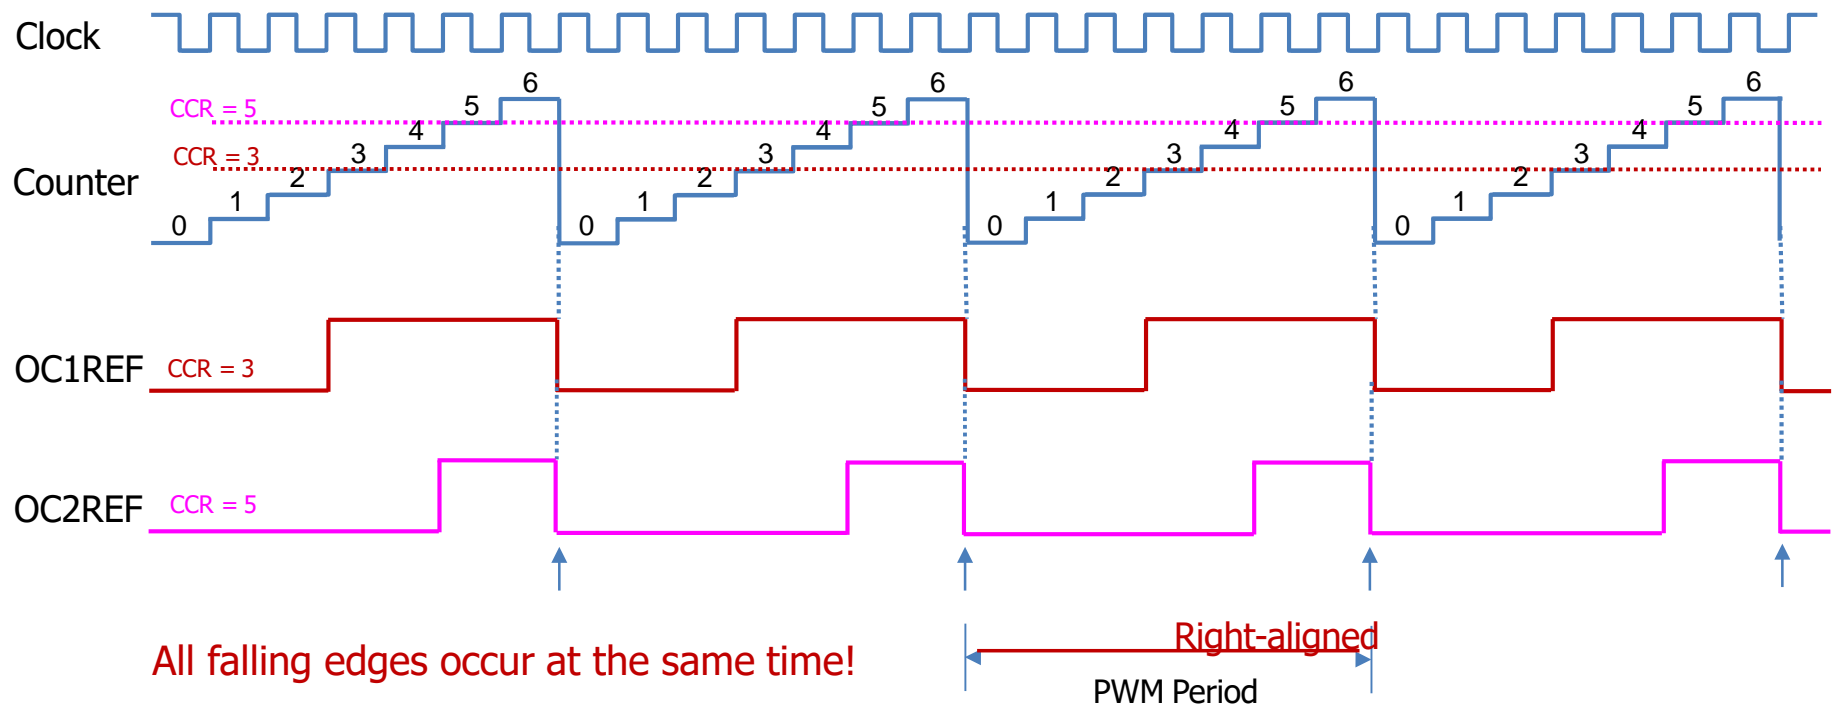 Clock
6 6 6 6
CCR = 5 5 5 5 5
4 4 4 4
CCR = 3 3 3 3 3
Counter 2 2 2 2
1 1 1 1
0 0 0 0
OC1REF CCR = 3
OC2REF CCR = 5
Right-aligned
All falling edges occur at the same time!
PWM Period